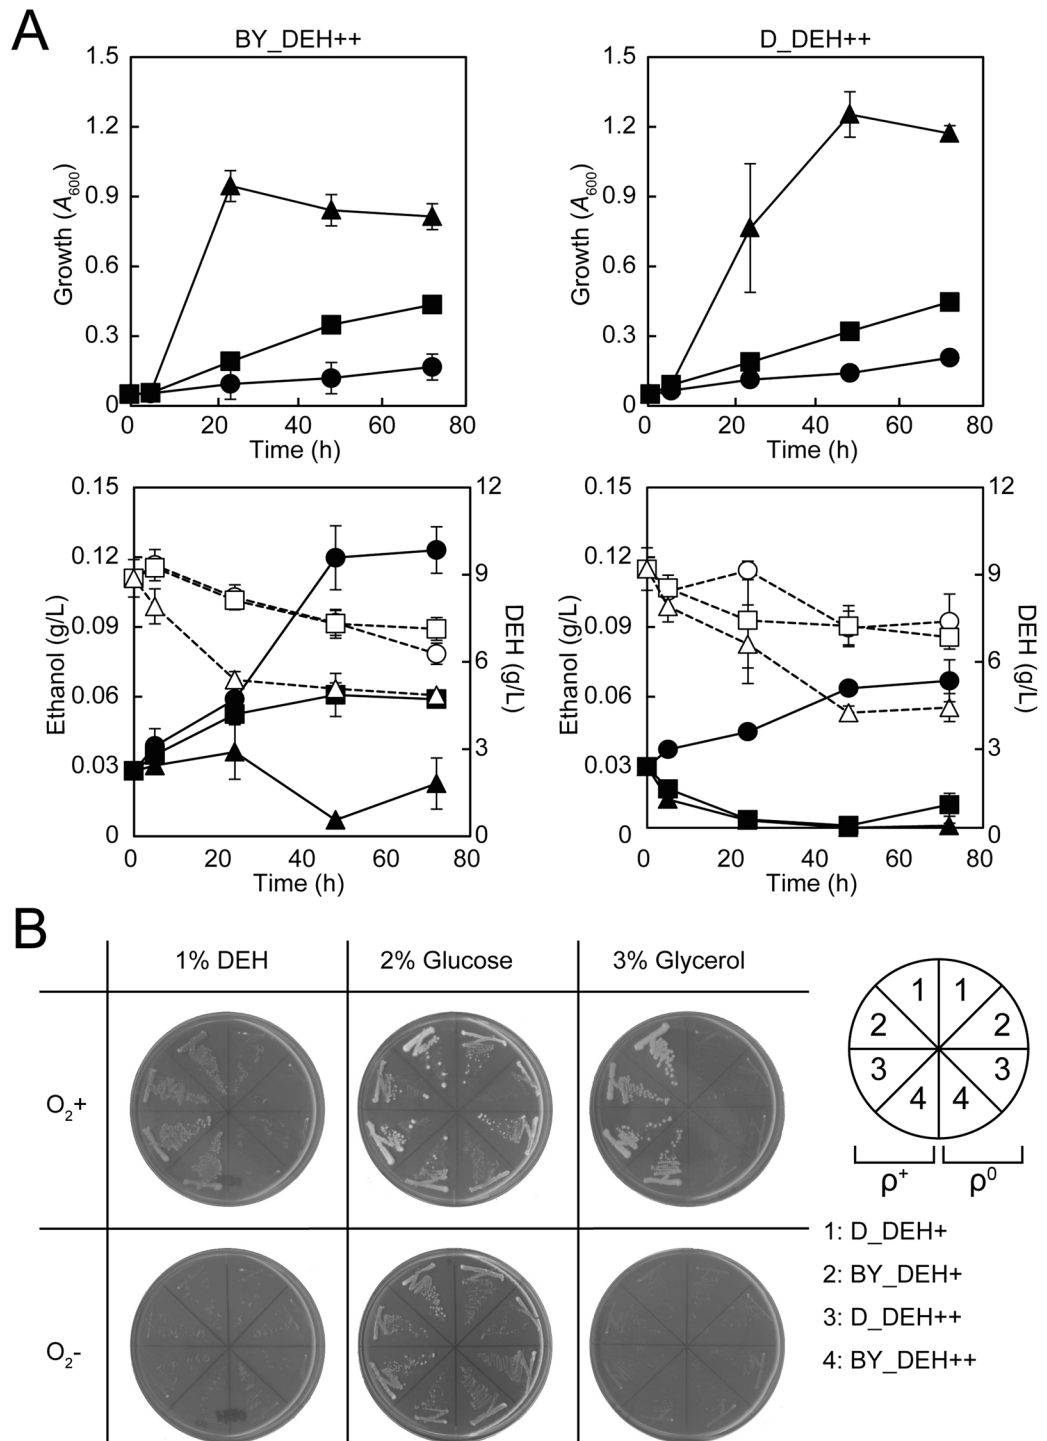 A
BY_DEH++
D_DEH++
1.5
1.2
0.9
0.6
0.3
0
Growth (A600)
0 20 40 60 80
Time (h)
1.5
1.2
0.9
0.6
0.3
0
Growth (A600)
0 20 40 60 80
Time (h)
0.15
0.12
0.09
0.06
0.03
0
Ethanol (g/L)
12
9
6
3
0
DEH (g/L)
0 20 40 60 80
Time (h)
0.15
0.12
0.09
0.06
0.03
0
Ethanol (g/L)
12
9
6
3
0
DEH (g/L)
0 20 40 60 80
Time (h)
B
1% DEH 2% Glucose 3% Glycerol
O2+
O2-
1 1
2 2
3 3
4 4
ρ+ ρ0
1: D_DEH+
2: BY_DEH+
3: D_DEH++
4: BY_DEH++